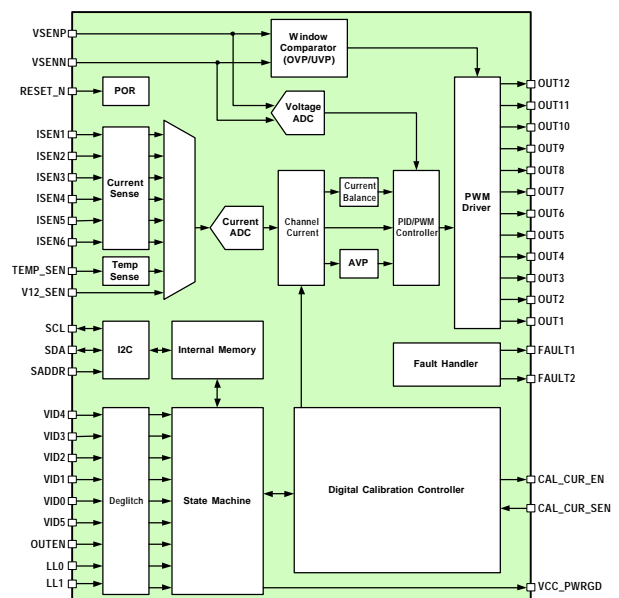 VSENP
VSENN
RESET_N
ISEN1
ISEN2
ISEN3
ISEN4
ISEN5
ISEN6
TEMP_SEN
V12_SEN
SCL
SDA
SADDR
VID4
VID3
VID2
VID1
VID0
VID5
OUTEN
LL0
LL1
Window
Comparator
(OVP/UVP)
POR
Voltage
ADC
Current
Sense
Temp
Sense
Current
ADC
Channel
Current
Current
Balance
AVP
PID/PWM
Controller
PWM
Driver
I2C
Internal Memory
Fault Handler
Deglitch
State Machine
Digital Calibration Controller
OUT12
OUT11
OUT10
OUT9
OUT8
OUT7
OUT6
OUT5
OUT4
OUT3
OUT2
OUT1
FAULT1
FAULT2
CAL_CUR_EN
CAL_CUR_SEN
VCC_PWRGD